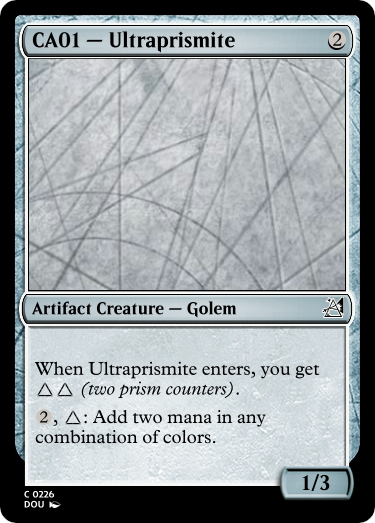 CA01 — Ultraprismite 2
Artifact Creature — Golem
When Ultraprismite enters, you get
△△ (two prism counters).
2, △: Add two mana in any
combination of colors.
1/3
C 0226
DOU